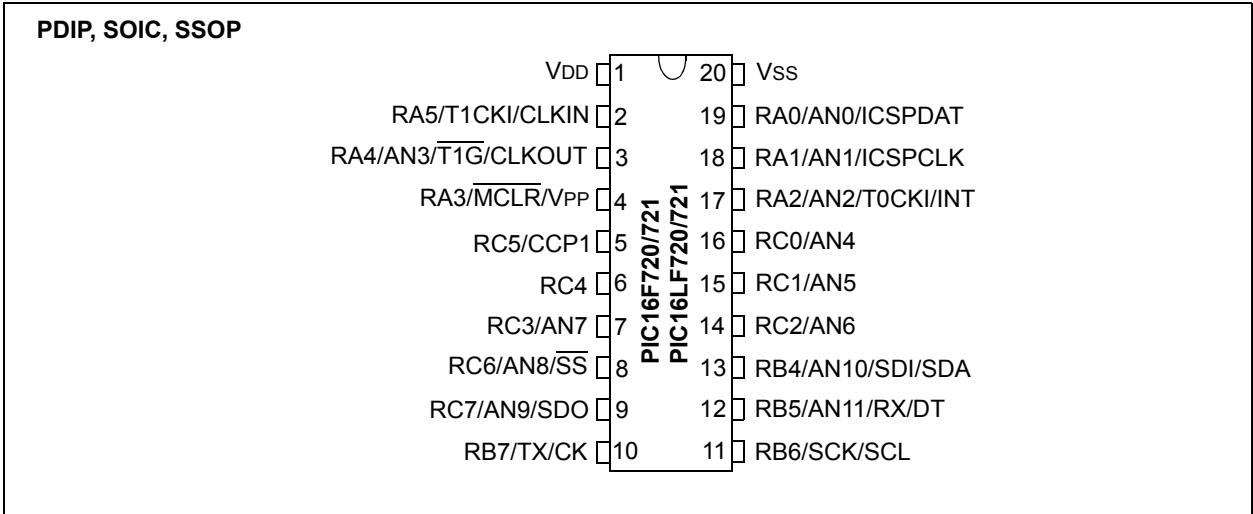 PDIP, SOIC, SSOP
VDD 1 20 VSS
RA5/T1CKI/CLKIN 2 19 RA0/AN0/ICSPDAT
RA4/AN3/T1G/CLKOUT 3 18 RA1/AN1/ICSPCLK
RA3/MCLR/VPP 4 17 RA2/AN2/T0CKI/INT
RC5/CCP1 5 16 RC0/AN4
RC4 6 15 RC1/AN5
RC3/AN7 7 14 RC2/AN6
RC6/AN8/SS 8 13 RB4/AN10/SDI/SDA
RC7/AN9/SDO 9 12 RB5/AN11/RX/DT
RB7/TX/CK 10 11 RB6/SCK/SCL
PIC16F720/721
PIC16LF720/721